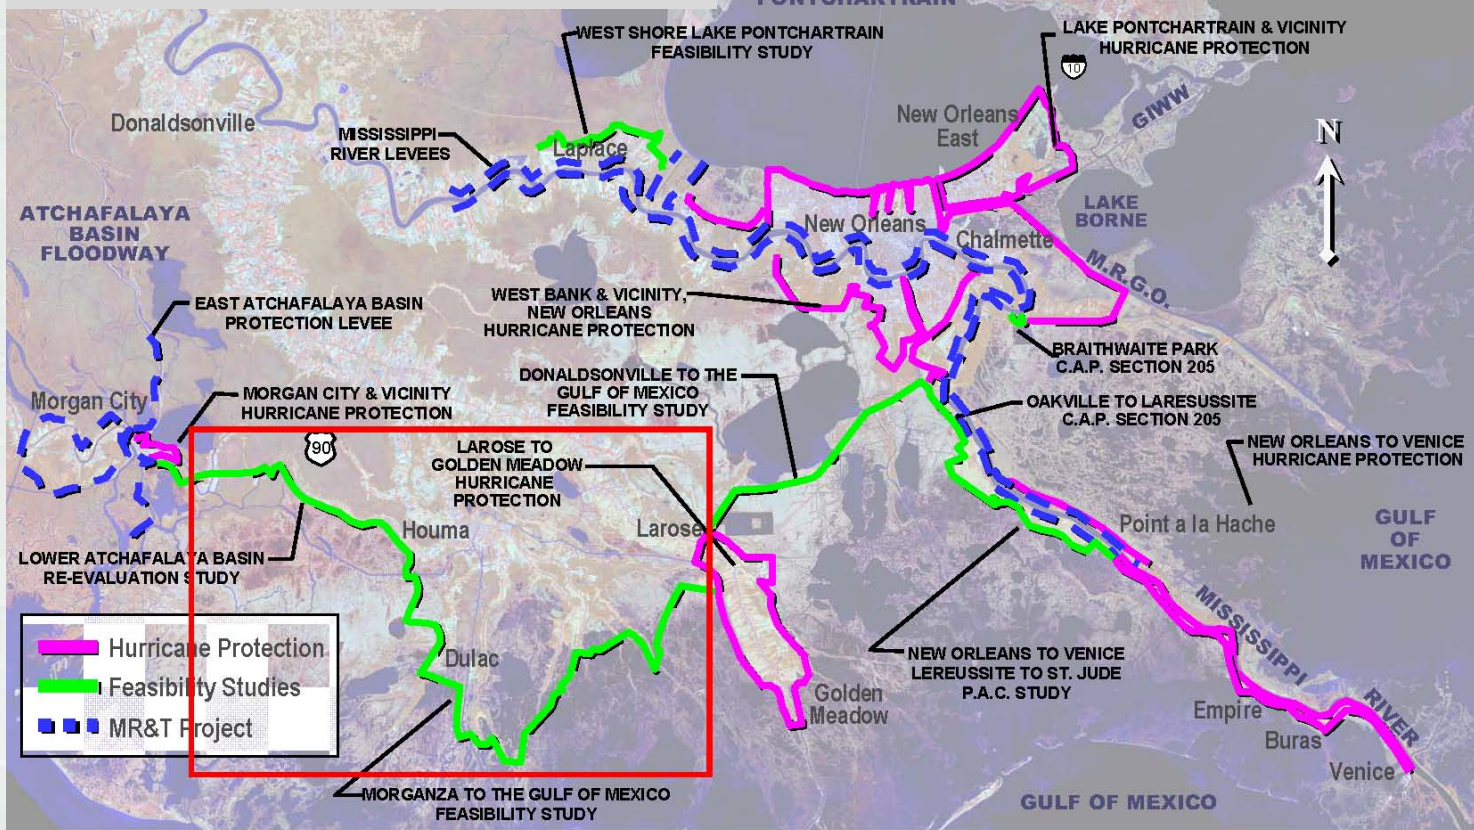 PONTCHARTRAIN
WEST SHORE LAKE PONTCHARTRAIN
FEASIBILITY STUDY
LAKE PONTCHARTRAIN & VICINITY
HURRICANE PROTECTION
10
Donaldsonville
MISSISSIPPI
RIVER LEVEES
Laplace
New Orleans
East
GIWW
N
ATCHAFALAYA
BASIN
FLOODWAY
LAKE
BORNE
New Orleans
Chalmette
M.R.G.O.
EAST ATCHAFALAYA BASIN
PROTECTION LEVEE
WEST BANK & VICINITY,
NEW ORLEANS
HURRICANE PROTECTION
BRAITHWAITE PARK
C.A.P. SECTION 205
Morgan City
MORGAN CITY & VICINITY
HURRICANE PROTECTION
DONALDSONVILLE TO THE
GULF OF MEXICO
FEASIBILITY STUDY
OAKVILLE TO LARESUSSITE
C.A.P. SECTION 205
90
LAROSE TO
GOLDEN MEADOW
HURRICANE
PROTECTION
NEW ORLEANS TO VENICE
HURRICANE PROTECTION
Houma
Larose
Point a la Hache
GULF
OF
MEXICO
LOWER ATCHAFALAYA BASIN
RE-EVALUATION STUDY
MISSISSIPPI
RIVER
Hurricane Protection
Feasibility Studies
MR&T Project
Dulac
Golden
Meadow
NEW ORLEANS TO VENICE
LEREUSSITE TO ST. JUDE
P.A.C. STUDY
Empire
Buras
Venice
MORGANZA TO THE GULF OF MEXICO
FEASIBILITY STUDY
GULF OF MEXICO